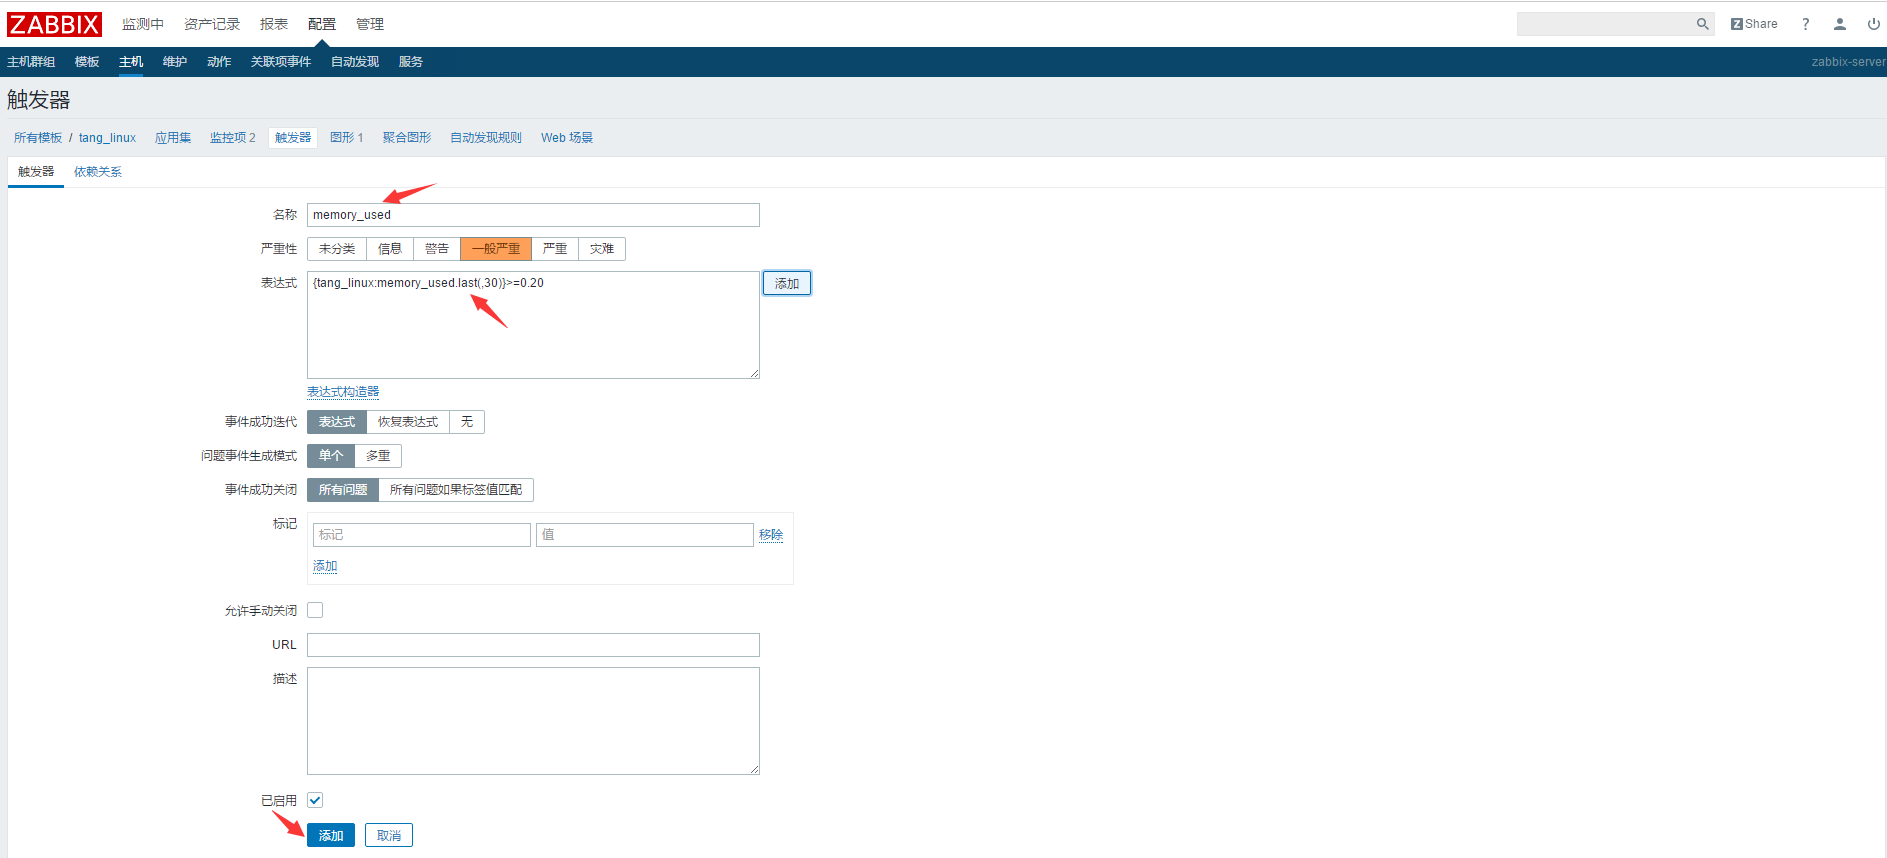 ZABBIX 监测中 资产记录 报表 配置 管理 Z Share ?
主机群组 模板 主机 维护 动作 关联项事件 自动发现 服务 zabbix-server
触发器
所有模板 / tang_linux 应用集 监控项 2 触发器 图形 1 聚合图形 自动发现规则 Web 场景
触发器 依赖关系
名称 memory_used
严重性 未分类 信息 警告 一般严重 严重 灾难
表达式 {tang_linux:memory_used.last(,30)}>=0.20 添加
表达式构造器
事件成功迭代 表达式 恢复表达式 无
问题事件生成模式 单个 多重
事件成功关闭 所有问题 所有问题如果标签值匹配
标记 标记 值 移除
添加
允许手动关闭
URL
描述
已启用
添加 取消